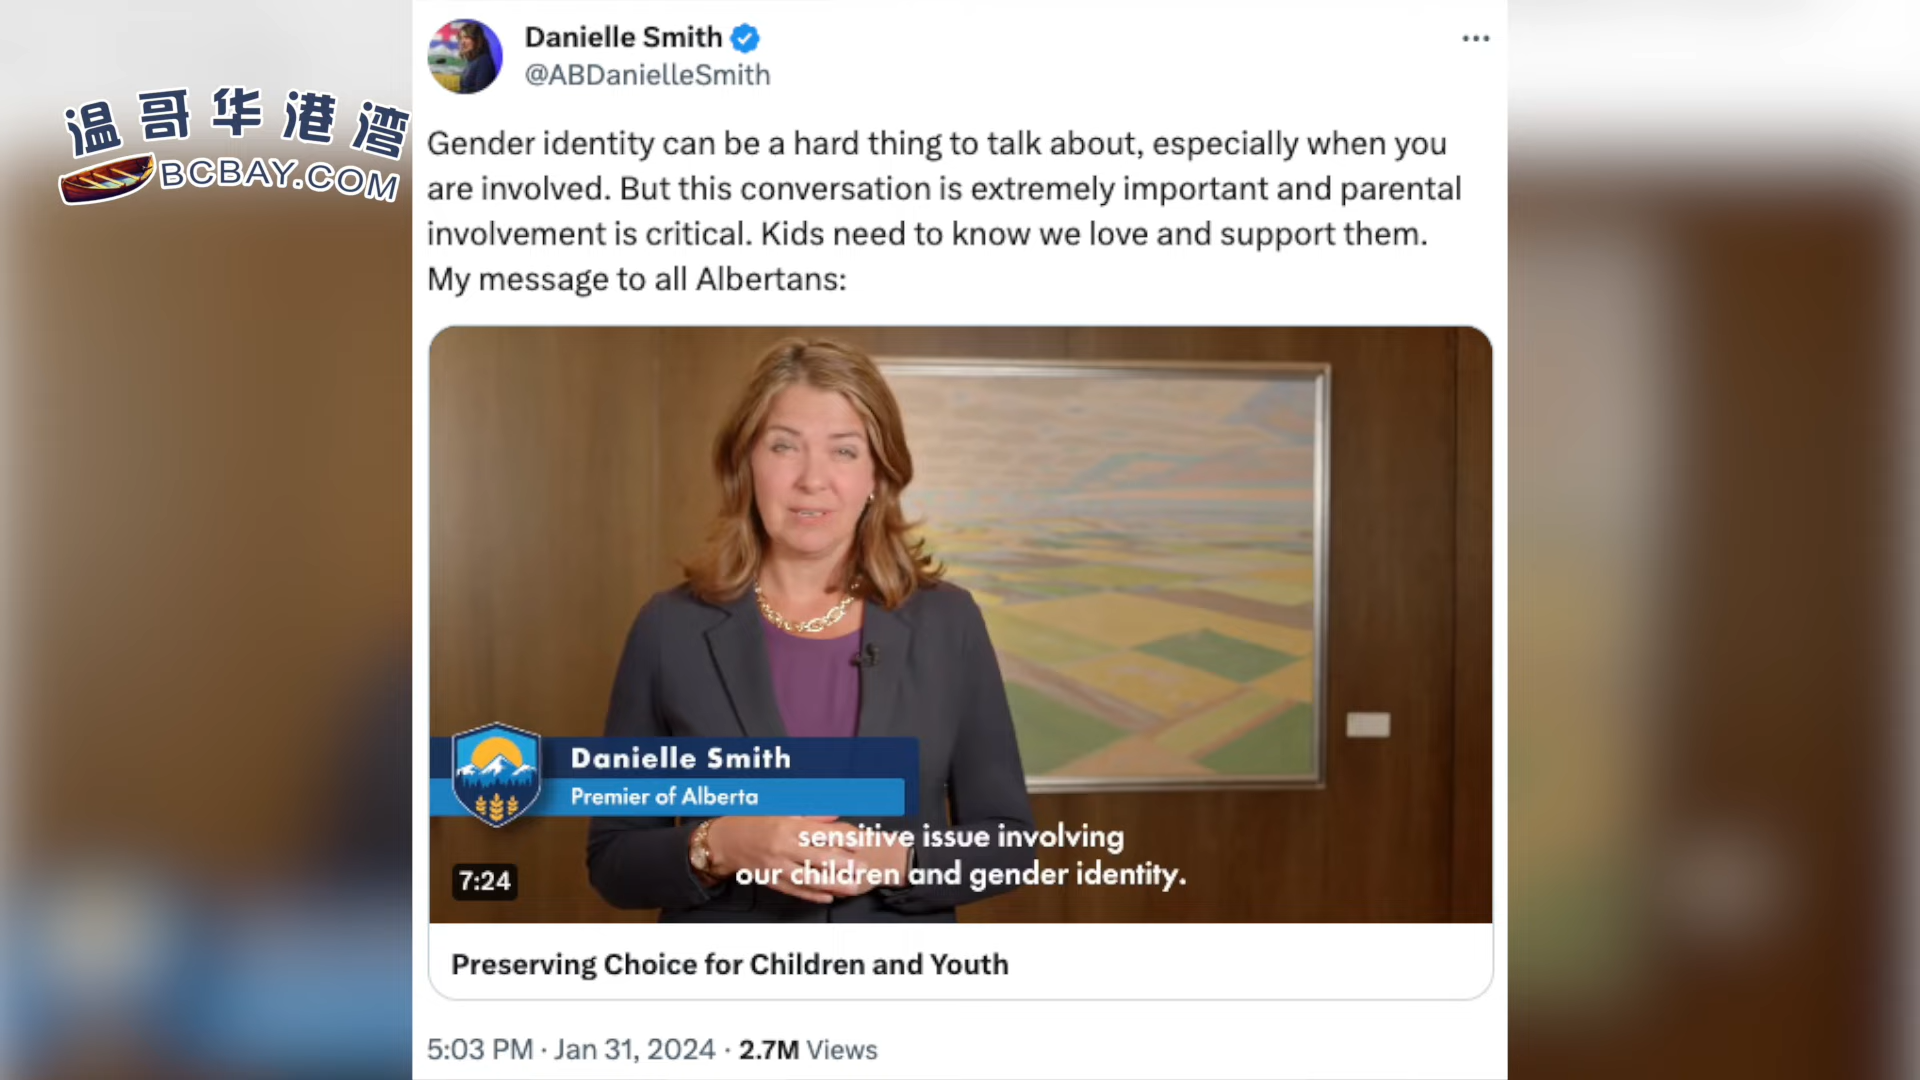 温哥华港湾
BCBAY.COM
Danielle Smith
@ABDanielleSmith
Gender identity can be a hard thing to talk about, especially when you
are involved. But this conversation is extremely important and parental
involvement is critical. Kids need to know we love and support them.
My message to all Albertans:
Danielle Smith
Premier of Alberta
sensitive issue involving
our children and gender identity.
7:24
Preserving Choice for Children and Youth
5:03 PM · Jan 31, 2024 · 2.7M Views